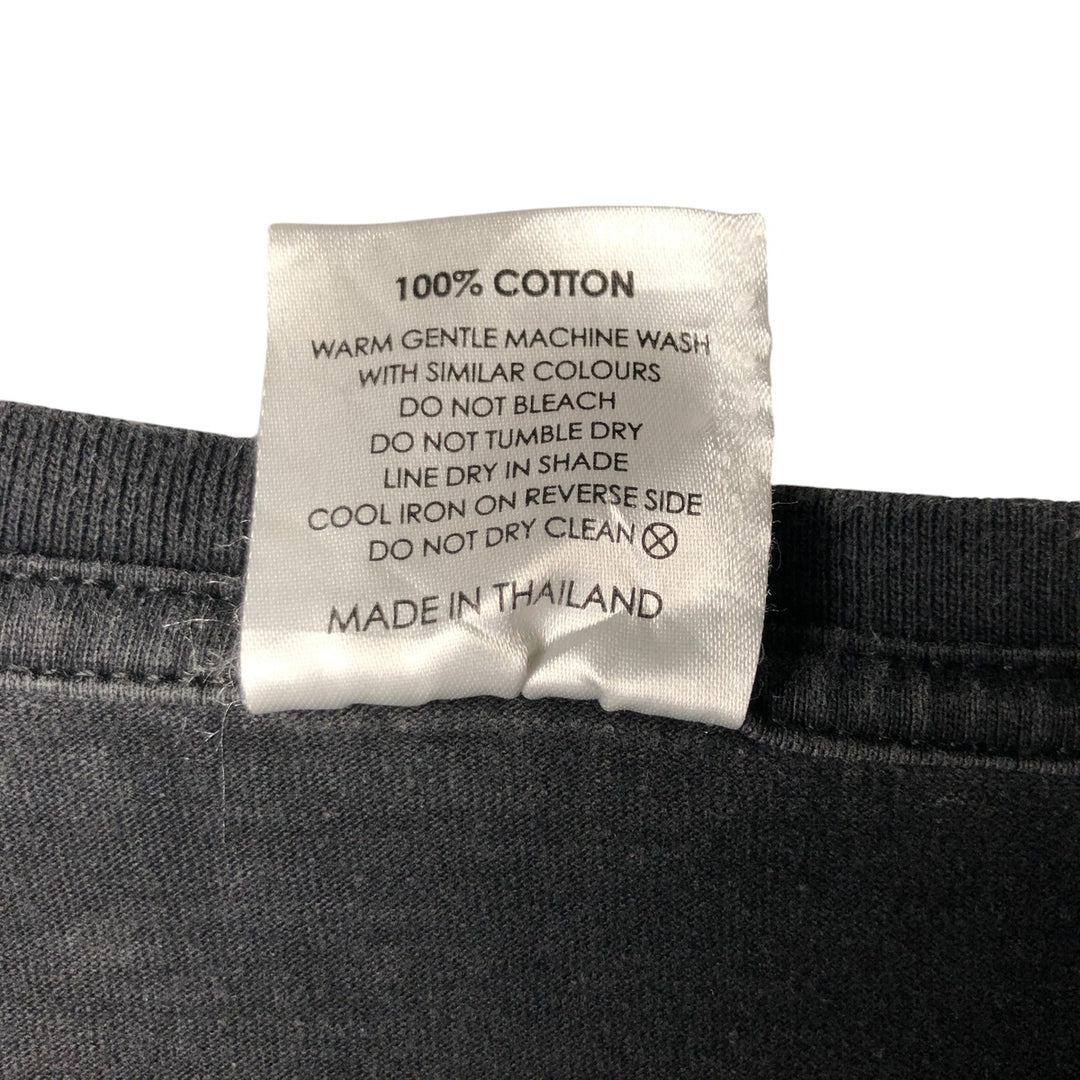 100% COTTON
WARM GENTLE MACHINE WASH
WITH SIMILAR COLOURS
DO NOT BLEACH
DO NOT TUMBLE DRY
LINE DRY IN SHADE
COOL IRON ON REVERSE SIDE
DO NOT DRY CLEAN
MADE IN THAILAND